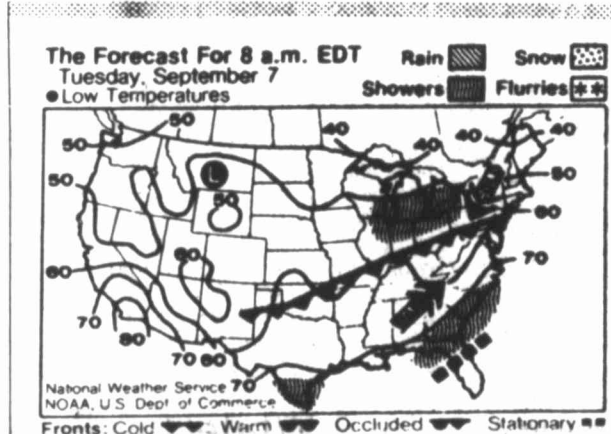 The Forecast For 8 a.m. EDT
Tuesday, September 7
● Low Temperatures
Rain Snow
Showers Flurries
50
50
50
60
70
80
70
60
60
50
L
40
40
40
40
50
60
70
70
National Weather Service
NOAA, U.S. Dept of Commerce
Fronts: Cold Warm Occluded Stationary